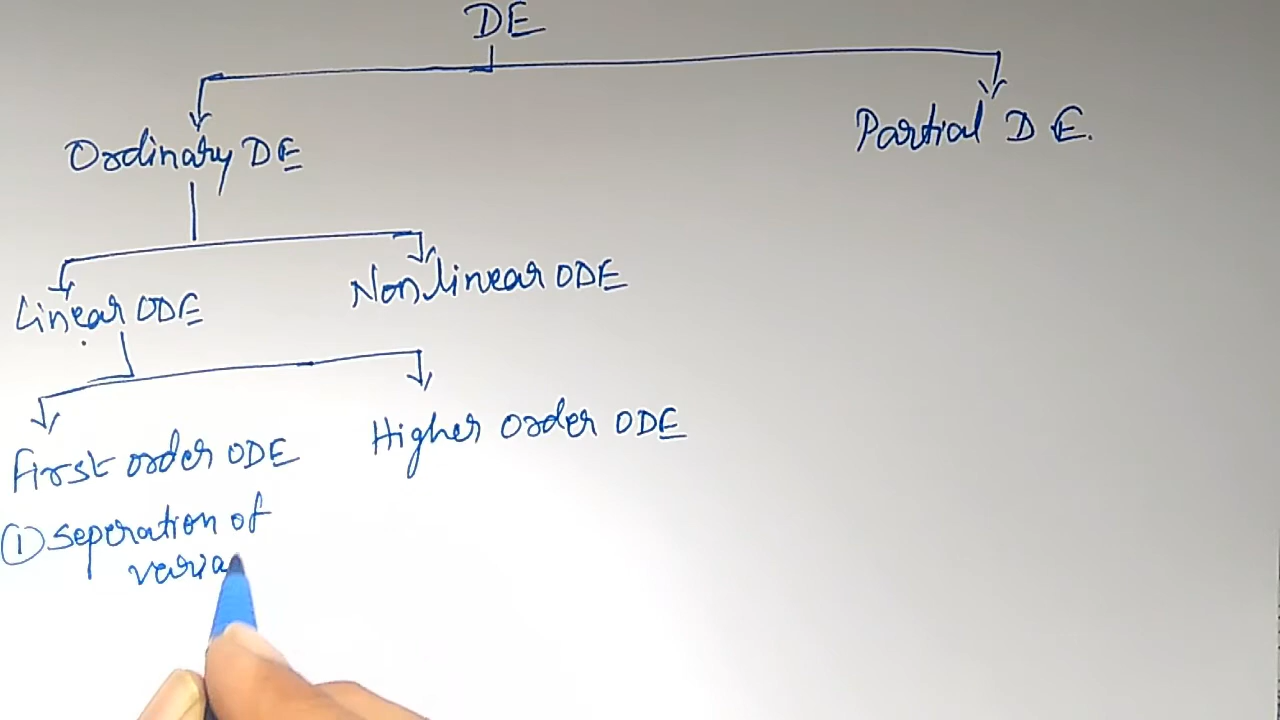 DE
Ordinary DE
Partial D E.
Linear ODE
Non linear ODE
First order ODE
Higher order ODE
① Seperation of
varia